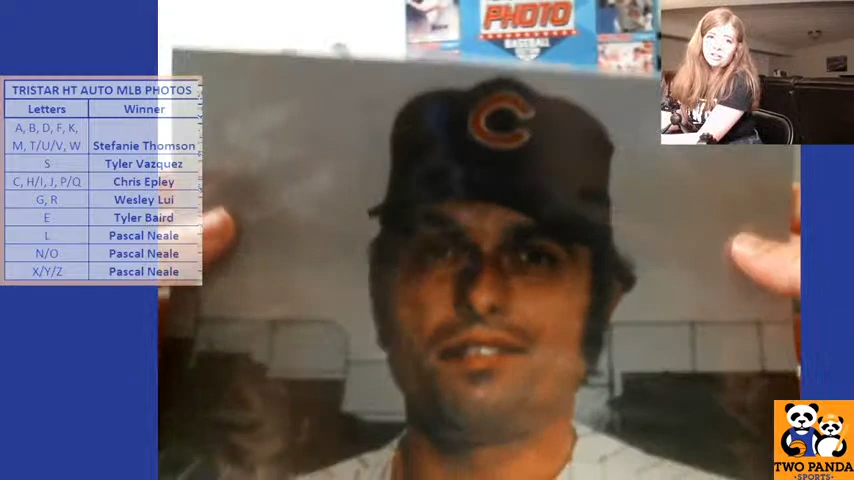 PHOTO
BASEBALL
TRISTAR HT AUTO MLB PHOTOS
Letters Winner
A, B, D, F, K,
M, T/U/V, W Stefanie Thomson
S Tyler Vazquez
C, H/I, J, P/Q Chris Epley
G, R Wesley Lui
E Tyler Baird
L Pascal Neale
N/O Pascal Neale
X/Y/Z Pascal Neale
C
TWO PANDA
-SPORTS-